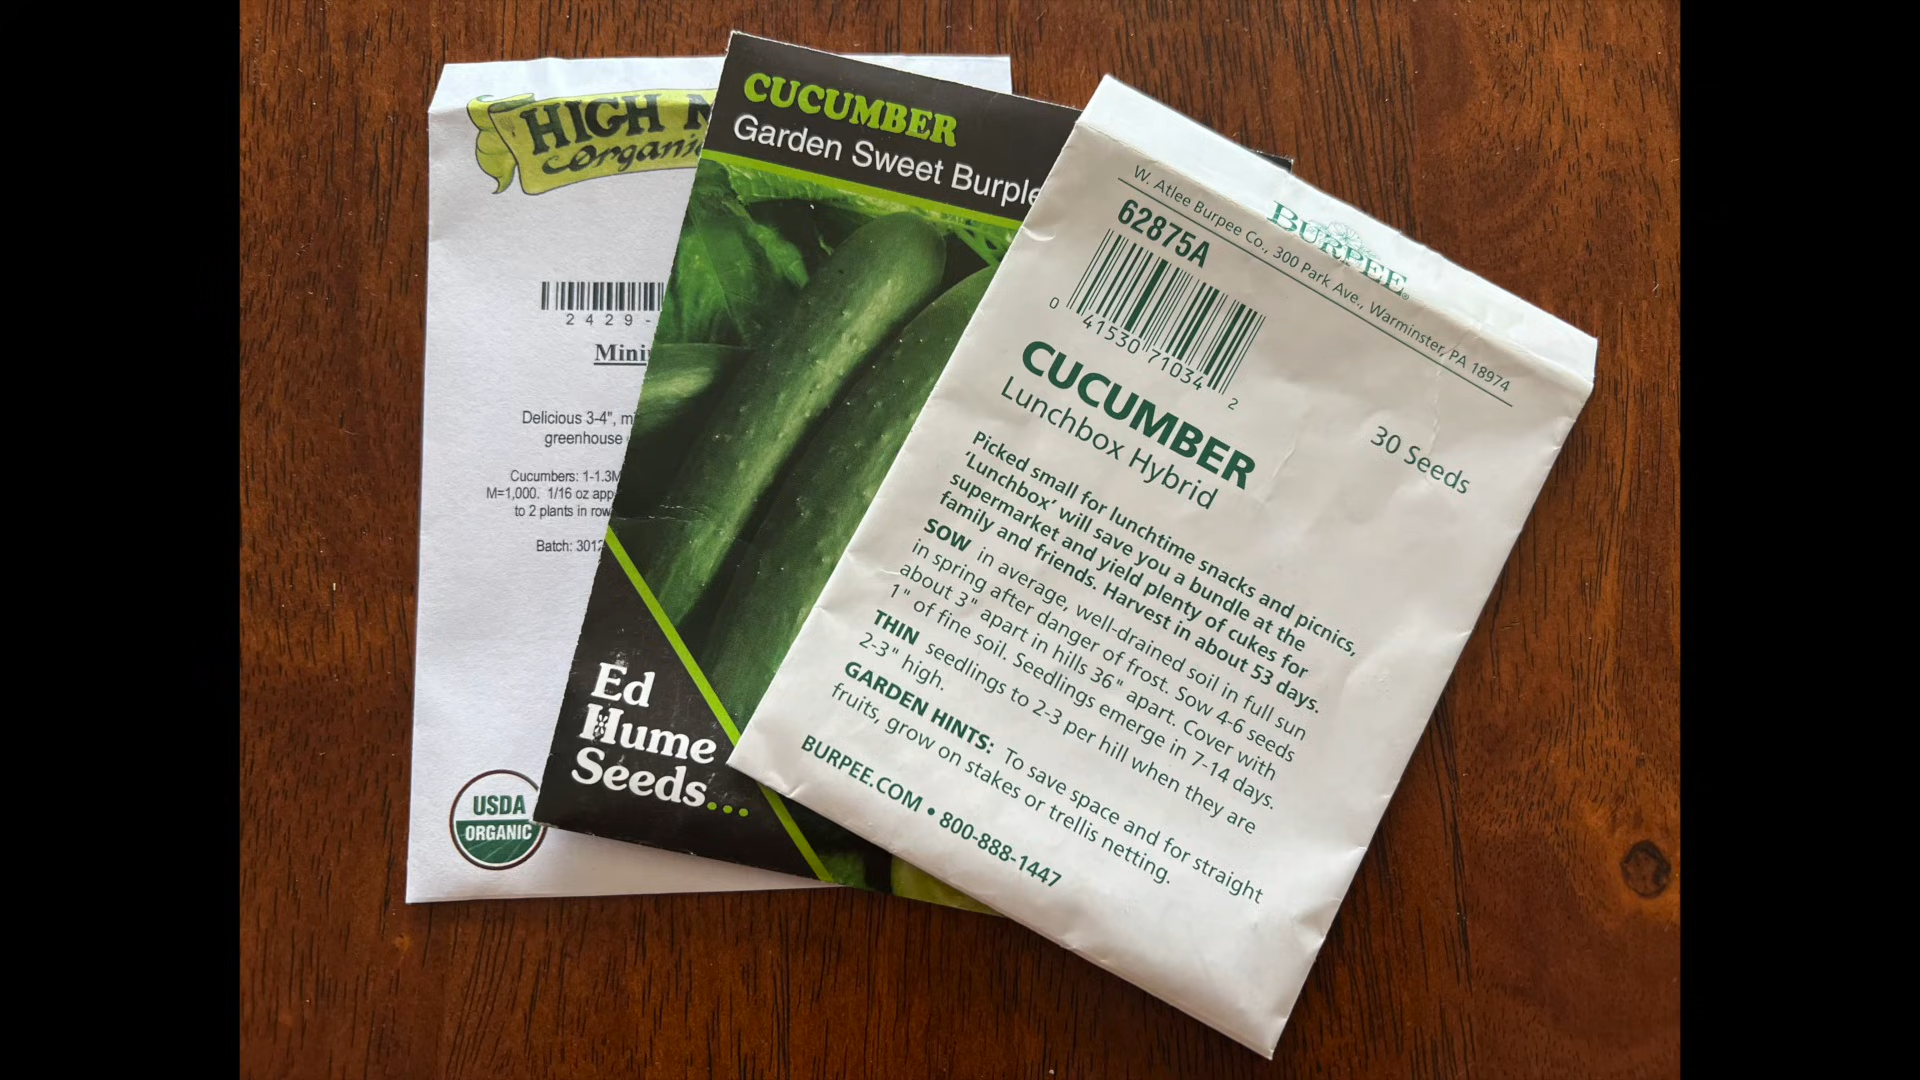 HIGH
Organic
2429-
Mini
Delicious 3-4",
greenhouse
Cucumbers: 1-1.3M
M=1,000. 1/16 oz
to 2 plants in row
Batch: 3012
USDA
ORGANIC
CUCUMBER
Garden Sweet Burple
Ed
Hume
Seeds...
BURPEE
W. Atlee Burpee Co., 300 Park Ave., Warminster, PA 18974
62875A
0 41530 71034 2
CUCUMBER
Lunchbox Hybrid
30 Seeds
Picked small for lunchtime snacks and picnics,
'Lunchbox' will save you a bundle at the
supermarket and yield plenty of cukes for
family and friends. Harvest in about 53 days.
SOW in average, well-drained soil in full sun
in spring after danger of frost. Sow 4-6 seeds
about 3" apart in hills 36" apart. Cover with
1" of fine soil. Seedlings emerge in 7-14 days.
THIN seedlings to 2-3 per hill when they are
2-3" high.
GARDEN HINTS: To save space and for straight
fruits, grow on stakes or trellis netting.
BURPEE.COM • 800-888-1447